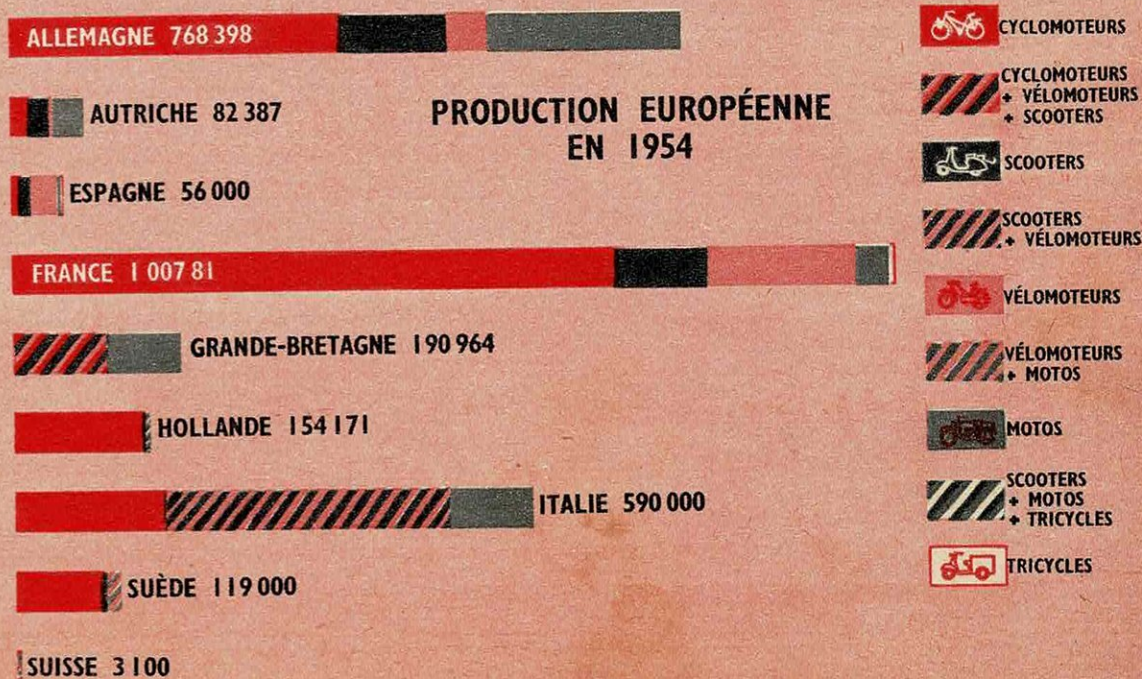 ALLEMAGNE 768 398
AUTRICHE 82 387
PRODUCTION EUROPÉENNE
EN 1954
ESPAGNE 56 000
FRANCE 1 007 81
GRANDE-BRETAGNE 190 964
HOLLANDE 154 171
ITALIE 590 000
SUÈDE 119 000
SUISSE 3 100
CYCLOMOTEURS
CYCLOMOTEURS
+ VÉLOMOTEURS
+ SCOOTERS
SCOOTERS
SCOOTERS
+ VÉLOMOTEURS
VÉLOMOTEURS
VÉLOMOTEURS
+ MOTOS
MOTOS
SCOOTERS
+ MOTOS
+ TRICYCLES
TRICYCLES